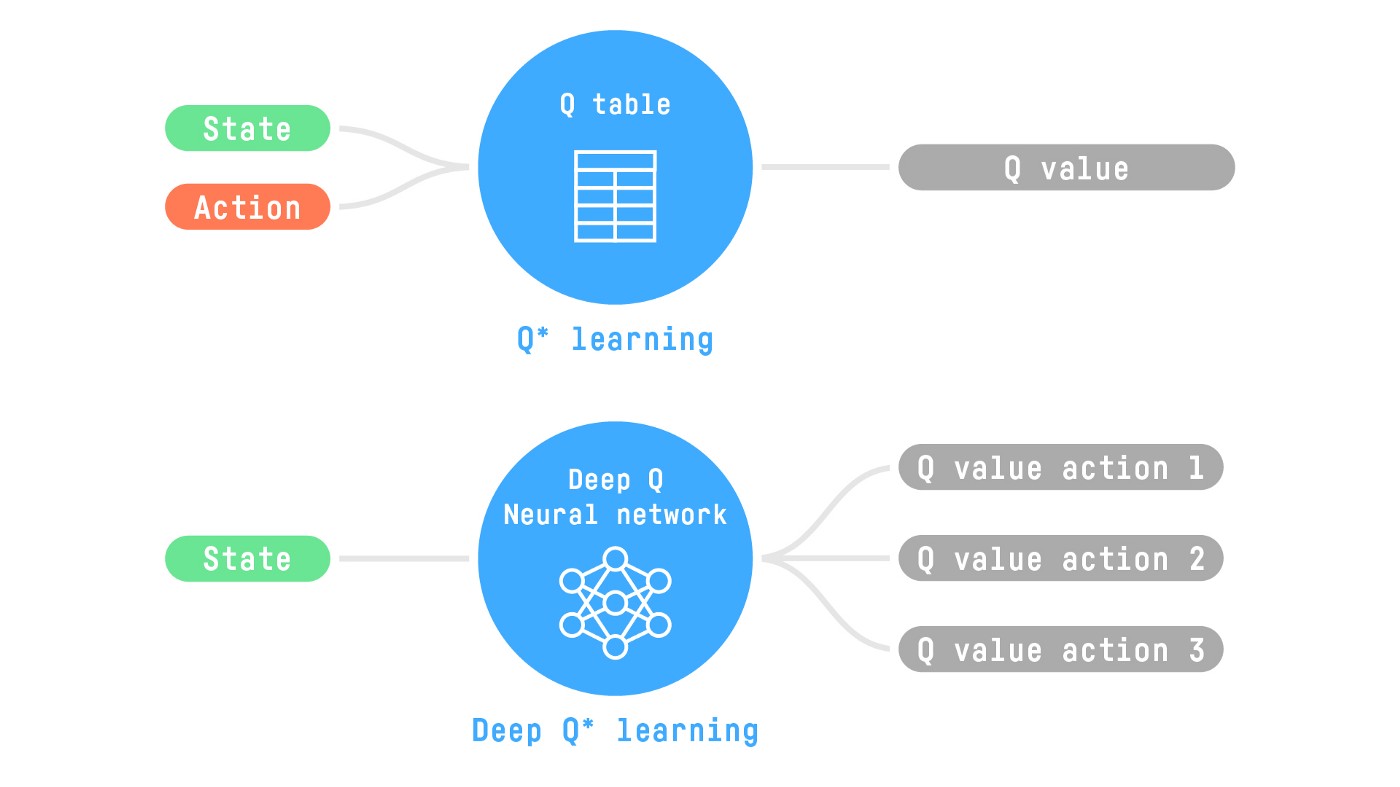 State
Action
Q table
Q value
Q* learning
State
Deep Q
Neural network
Q value action 1
Q value action 2
Q value action 3
Deep Q* learning